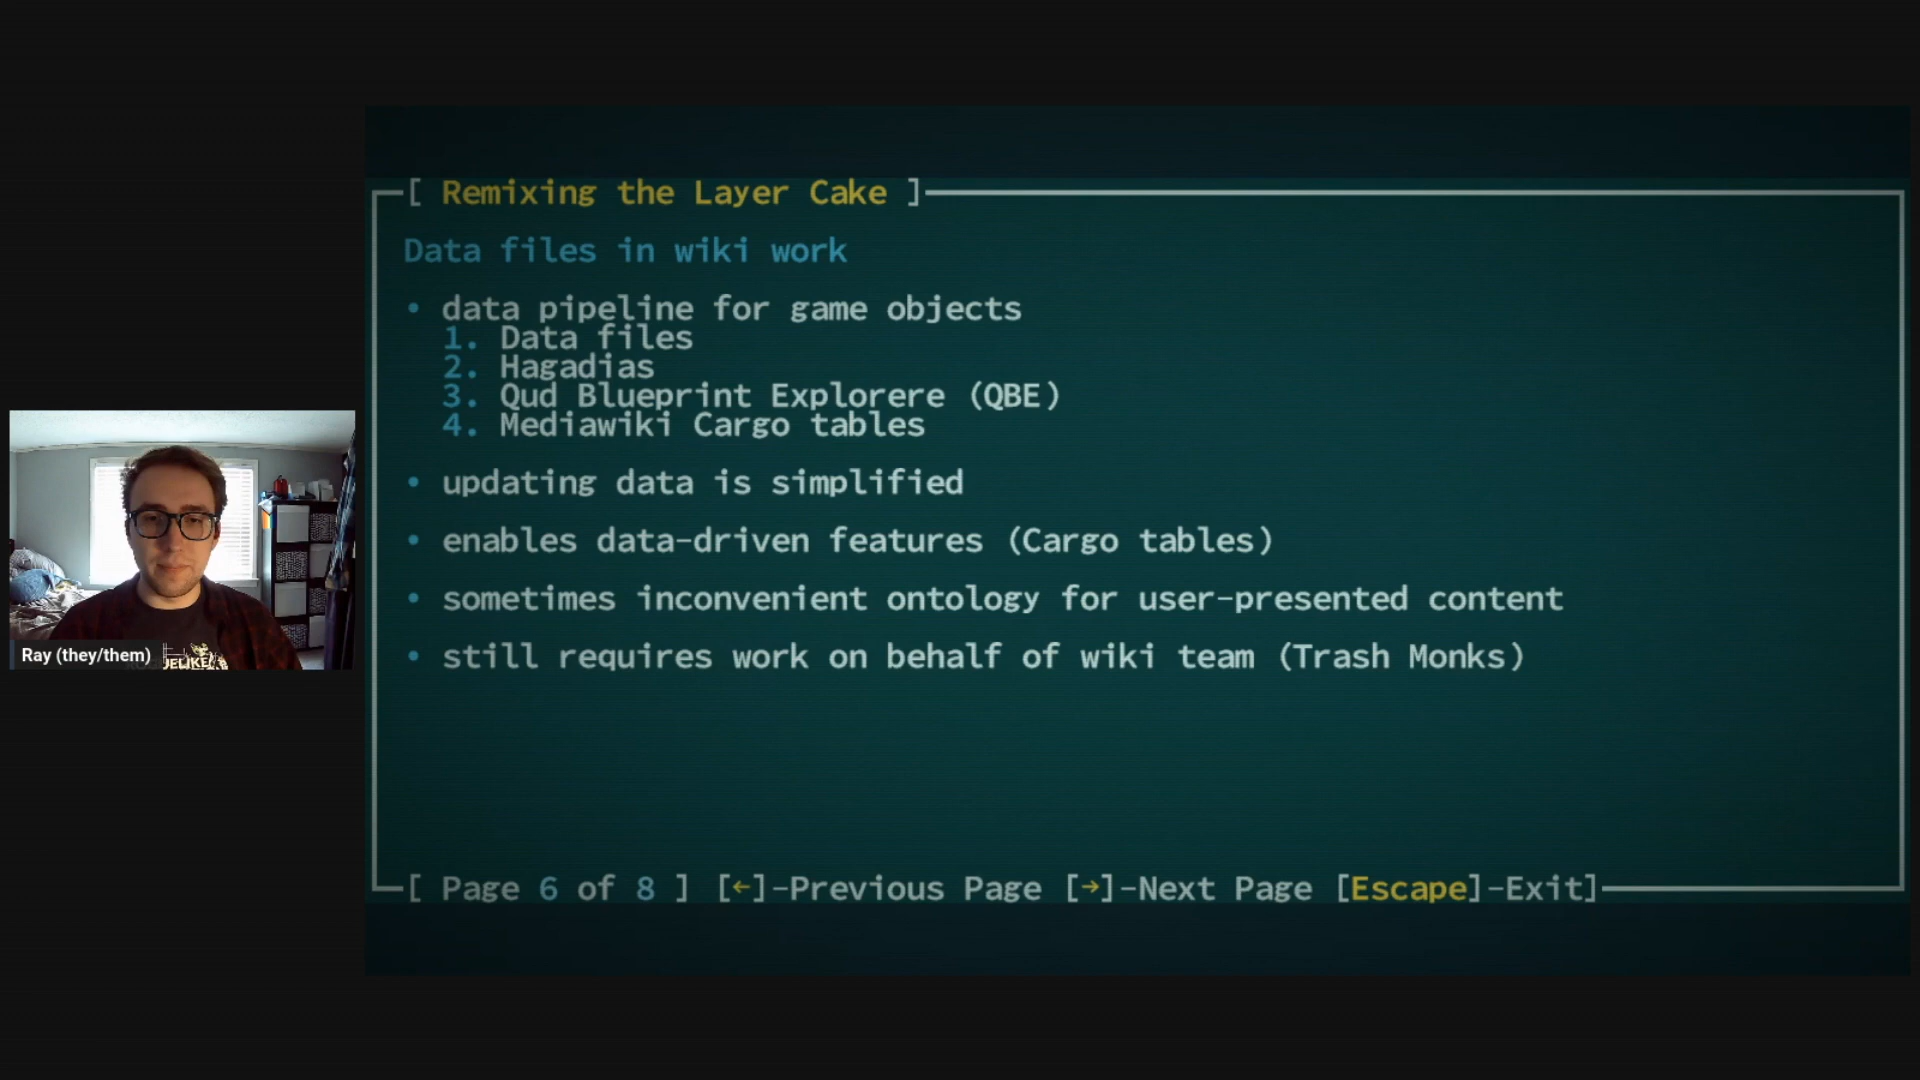 [ Remixing the Layer Cake ]
Data files in wiki work
• data pipeline for game objects
1. Data files
2. Hagadias
3. Qud Blueprint Explorere (QBE)
4. Mediawiki Cargo tables
• updating data is simplified
• enables data-driven features (Cargo tables)
• sometimes inconvenient ontology for user-presented content
• still requires work on behalf of wiki team (Trash Monks)
Ray (they/them)
[ Page 6 of 8 ] [←]-Previous Page [→]-Next Page [Escape]-Exit]